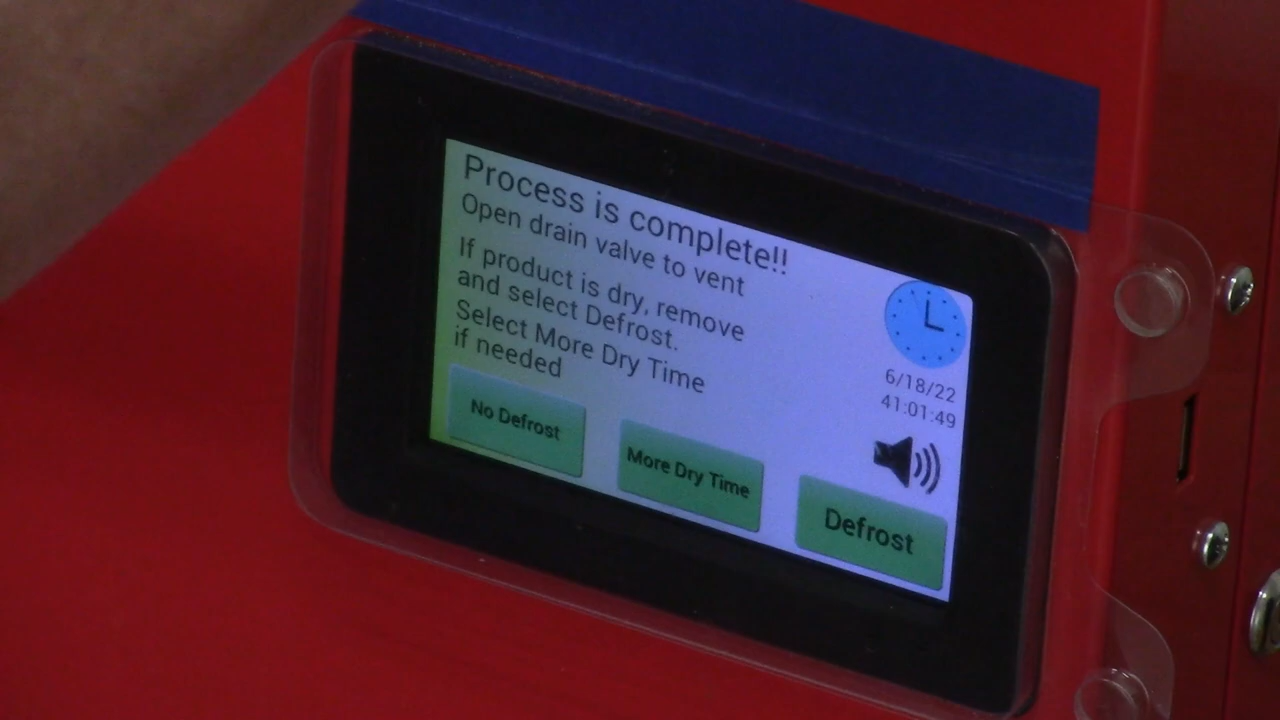 Process is complete!!
Open drain valve to vent
If product is dry, remove
and select Defrost.
Select More Dry Time
if needed
6/18/22
41:01:49
No Defrost
More Dry Time
Defrost